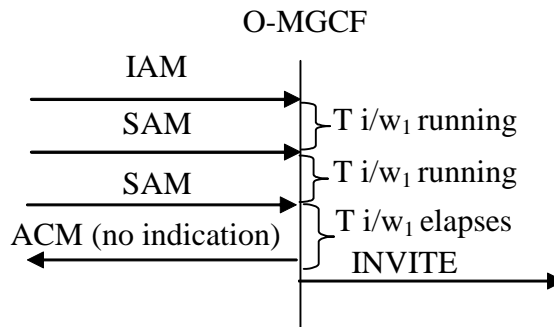 O-MGCF
IAM
T i/w₁ running
SAM
T i/w₁ running
SAM
ACM (no indication)
T i/w₁ elapses
INVITE